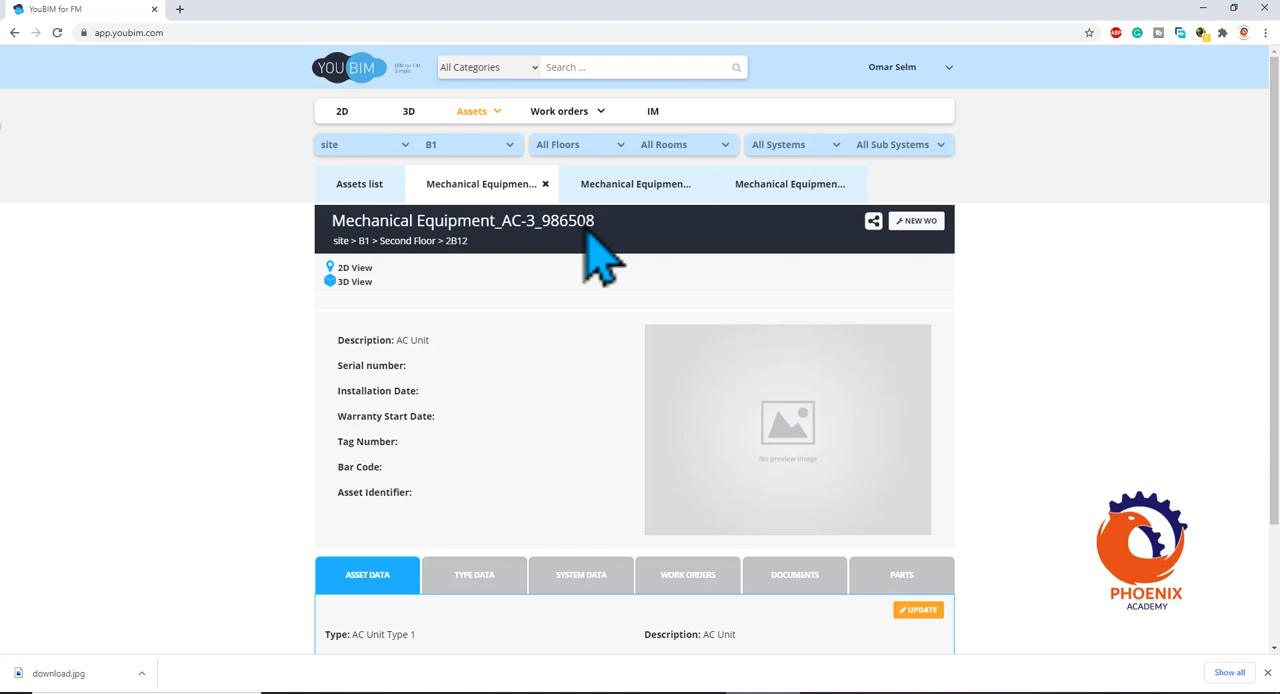 YouBIM for FM
app.youbim.com
ABP
YOUBIM
BIM for FM,
Simple
All Categories
Search ...
Omar Selm
2D
3D
Assets
Work orders
IM
site
B1
All Floors
All Rooms
All Systems
All Sub Systems
Assets list
Mechanical Equipmen...
Mechanical Equipmen...
Mechanical Equipmen...
Mechanical Equipment_AC-3_986508
NEW WO
site > B1 > Second Floor > 2B12
2D View
3D View
Description: AC Unit
Serial number:
Installation Date:
Warranty Start Date:
Tag Number:
Bar Code:
Asset Identifier:
No preview image
PHOENIX
ACADEMY
ASSET DATA
TYPE DATA
SYSTEM DATA
WORK ORDERS
DOCUMENTS
PARTS
UPDATE
Type: AC Unit Type 1
Description: AC Unit
download.jpg
Show all